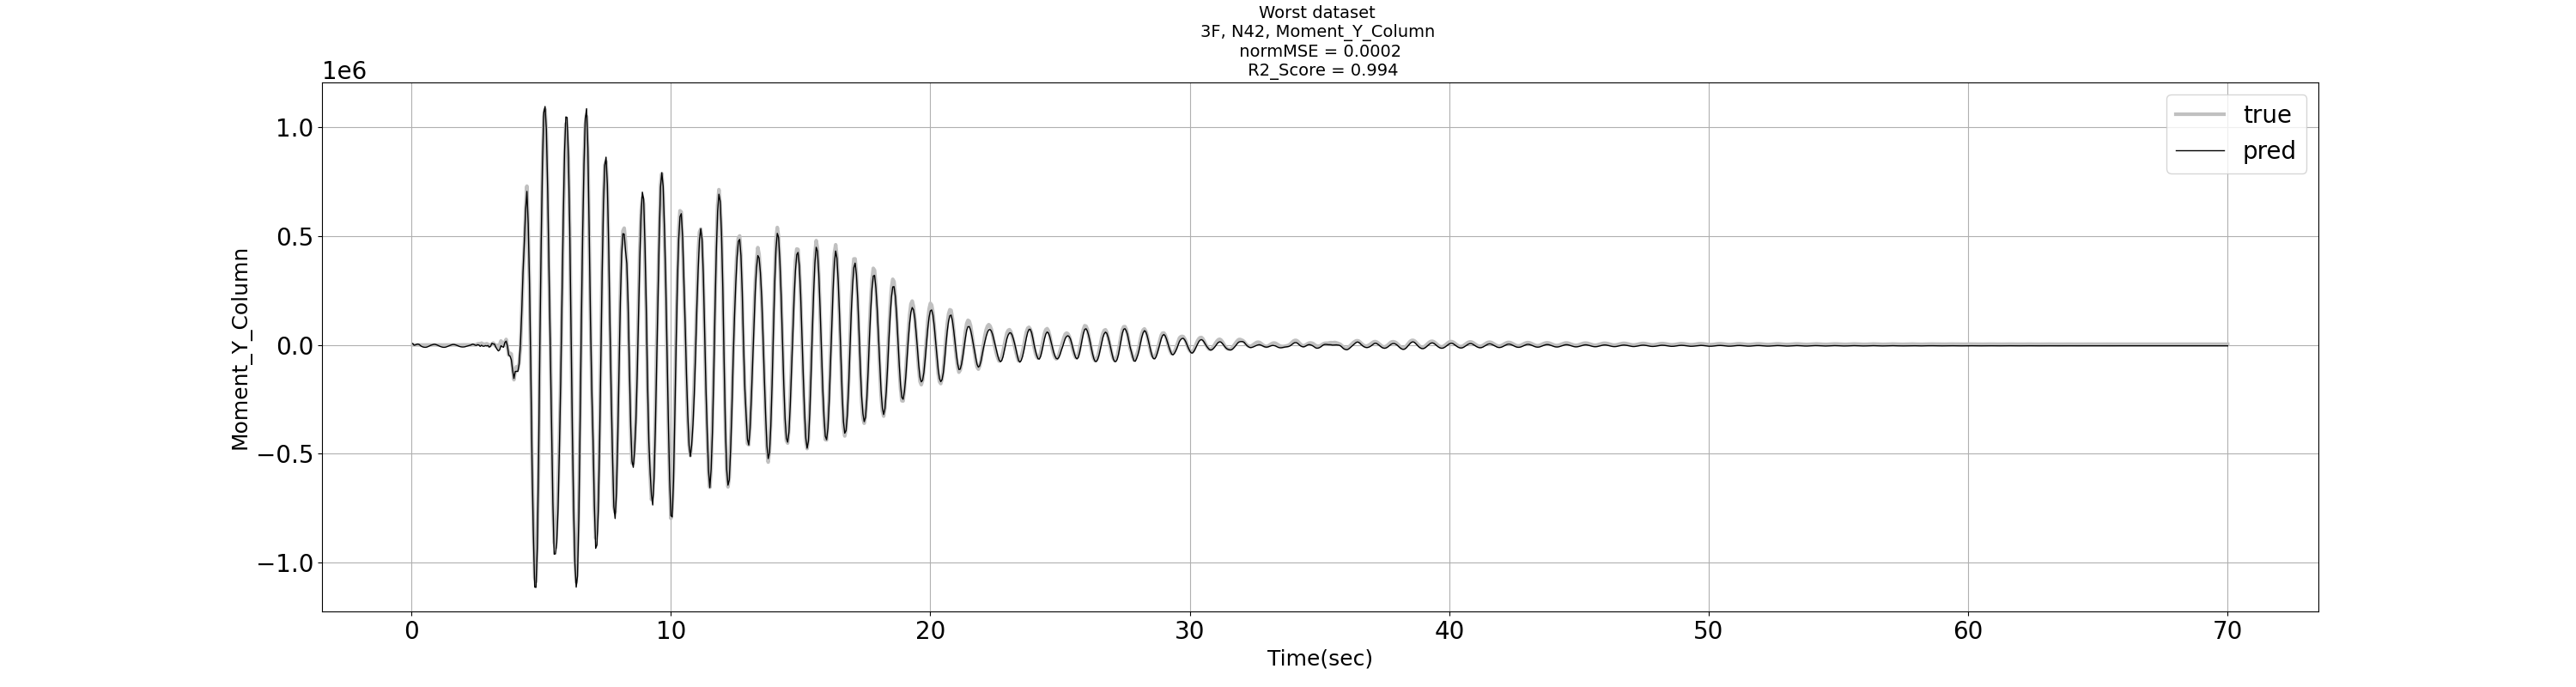 Worst dataset
3F, N42, Moment_Y_Column
normMSE = 0.0002
R2_Score = 0.994
1e6
true
pred
1.0
0.5
0.0
−0.5
−1.0
Moment_Y_Column
0 10 20 30 40 50 60 70
Time(sec)